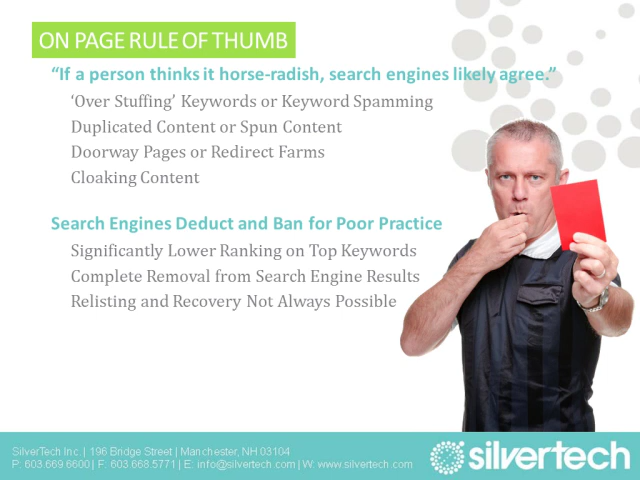 ON PAGE RULE OF THUMB
“If a person thinks it horse-radish, search engines likely agree.”
‘Over Stuffing’ Keywords or Keyword Spamming
Duplicated Content or Spun Content
Doorway Pages or Redirect Farms
Cloaking Content
Search Engines Deduct and Ban for Poor Practice
Significantly Lower Ranking on Top Keywords
Complete Removal from Search Engine Results
Relisting and Recovery Not Always Possible
SilverTech Inc. | 196 Bridge Street | Manchester, NH 03104
P: 603.669.6600 | F: 603.668.5771 | E: info@silvertech.com | W: www.silvertech.com
silvertech